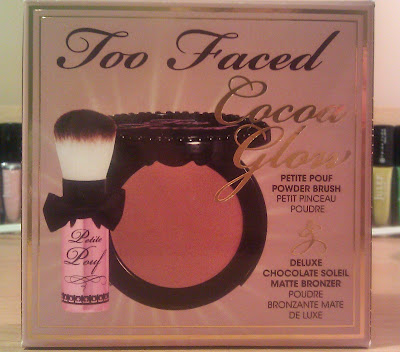 Too Faced
Cocoa
Glow
PETITE POUF
POWDER BRUSH
PETIT PINCEAU
POUDRE
&
DELUXE
CHOCOLATE SOLEIL
MATTE BRONZER
POUDRE
BRONZANTE MATE
DE LUXE
Petite
Pouf